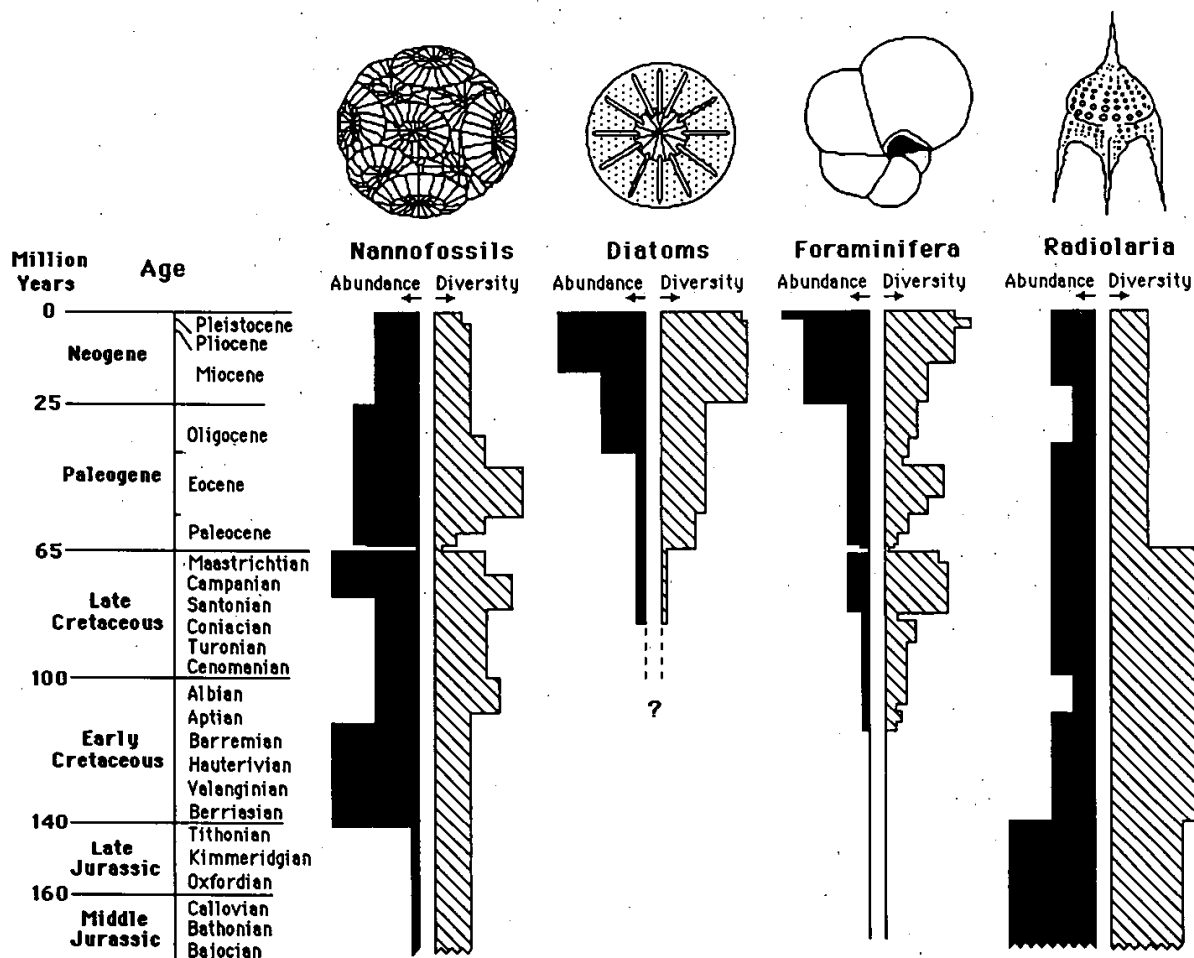 Nannofossils Diatoms Foraminifera Radiolaria
Million Years Age
Abundance Diversity Abundance Diversity Abundance Diversity Abundance Diversity
0
Pleistocene
Pliocene
Neogene
Miocene
25
Oligocene
Paleogene
Eocene
Paleocene
65
Maastrichtian
Campanian
Late Cretaceous
Santonian
Coniacian
Turonian
Cenomanian
100
Albian
?
Aptian
Early Cretaceous
Barremian
Hauterivian
Valanginian
Berriasian
140
Tithonian
Late Jurassic
Kimmeridgian
Oxfordian
160
Callovian
Middle Jurassic
Bathonian
Bajocian